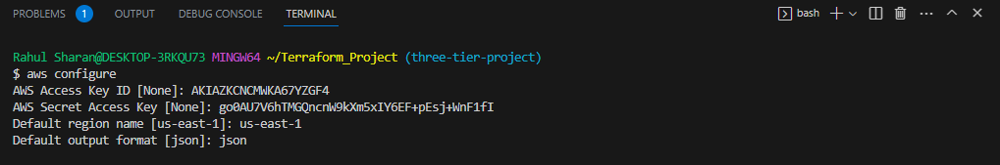 PROBLEMS 1 OUTPUT DEBUG CONSOLE TERMINAL bash
Rahul Sharan@DESKTOP-3RKQU73 MINGW64 ~/Terraform_Project (three-tier-project)
$ aws configure
AWS Access Key ID [None]: AKIAZKCNCMWKA67YZGF4
AWS Secret Access Key [None]: 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
Default region name [us-east-1]: us-east-1
Default output format [json]: json